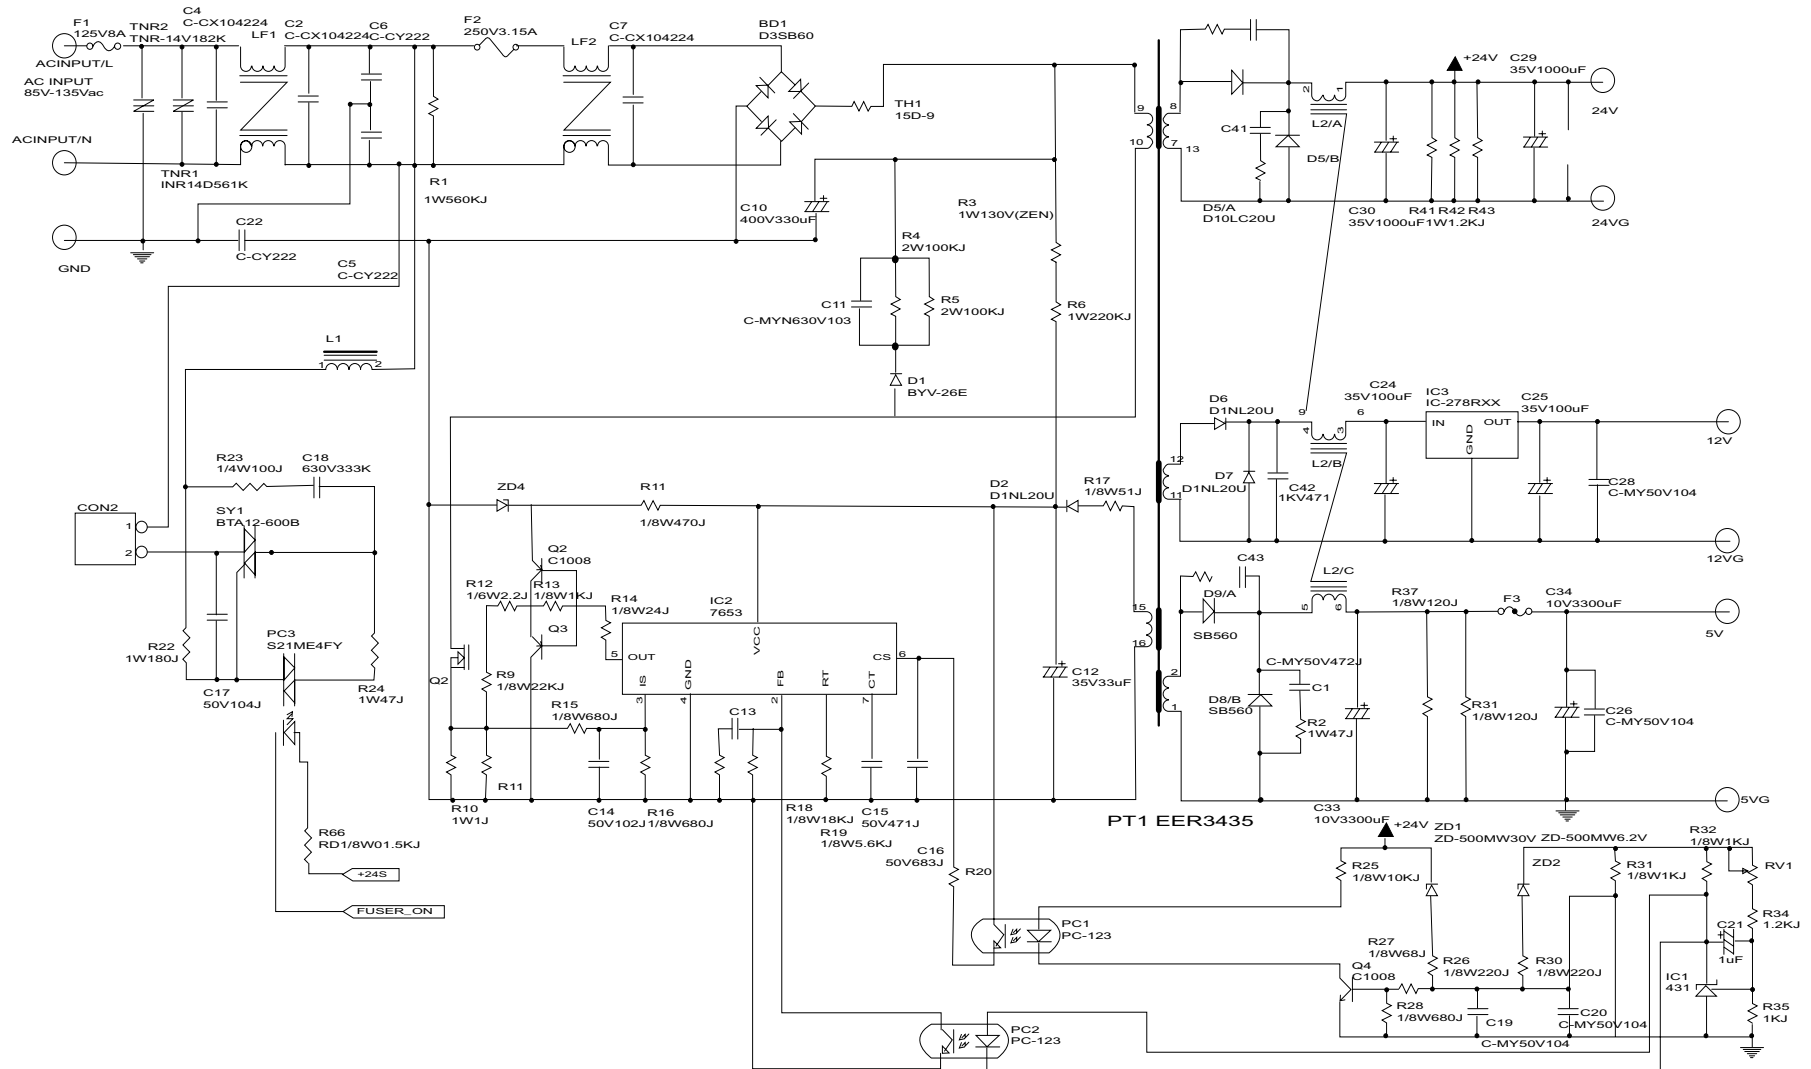 F1
125V8A
TNR2
TNR-14V182K
C4
C-CX104224
LF1
C2
C-CX104224
C6
C-CY222
F2
250V3.15A
LF2
C7
C-CX104224
BD1
D3SB60
ACINPUT/L
AC INPUT
85V-135Vac
ACINPUT/N
TNR1
INR14D561K
R1
1W560KJ
TH1
15D-9
C10
400V330uF
GND
C22
C-CY222
C5
C-CY222
R3
1W130V(ZEN)
R4
2W100KJ
C11
C-MYN630V103
R5
2W100KJ
R6
1W220KJ
D1
BYV-26E
L1
1
2
9
10
8
7
13
C41
D5/B
D5/A
D10LC20U
2
1
L2/A
+24V
C29
35V1000uF
24V
C30
35V1000uF
R41
R42
R43
1W1.2KJ
24VG
R23
1/4W100J
C18
630V333K
SY1
BTA12-600B
CON2
1
2
R22
1W180J
PC3
S21ME4FY
C17
50V104J
R24
1W47J
R66
RD1/8W01.5KJ
+24S
FUSER_ON
ZD4
R11
1/8W470J
D2
D1NL20U
R17
1/8W51J
Q2
C1008
R12
1/6W2.2J
R13
1/8W1KJ
R14
1/8W24J
IC2
7653
Q3
Q2
R9
1/8W22KJ
5
OUT
VCC
CS
6
IS
GND
FB
RT
CT
3
4
2
7
R15
1/8W680J
C13
R10
1W1J
R11
C14
50V102J
R16
1/8W680J
R18
1/8W18KJ
R19
1/8W5.6KJ
C15
50V471J
C16
50V683J
R20
C12
35V33uF
12
11
15
16
2
1
PT1 EER3435
D6
D1NL20U
D7
D1NL20U
C42
1KV471
9
6
4
3
L2/B
C24
35V100uF
IC3
IC-278RXX
IN
OUT
GND
C25
35V100uF
C28
C-MY50V104
12V
12VG
C43
D9/A
SB560
L2/C
5
6
R37
1/8W120J
F3
C34
10V3300uF
5V
C-MY50V472J
C1
D8/B
SB560
R2
1W47J
R31
1/8W120J
C26
C-MY50V104
C33
10V3300uF
5VG
+24V
ZD1
ZD-500MW30V
ZD-500MW6.2V
R32
1/8W1KJ
R25
1/8W10KJ
ZD2
R31
1/8W1KJ
RV1
PC1
PC-123
R34
1.2KJ
C21
1uF
R27
1/8W68J
R26
1/8W220J
R30
1/8W220J
Q4
C1008
IC1
431
R28
1/8W680J
C19
C-MY50V104
C20
C-MY50V104
R35
1KJ
PC2
PC-123